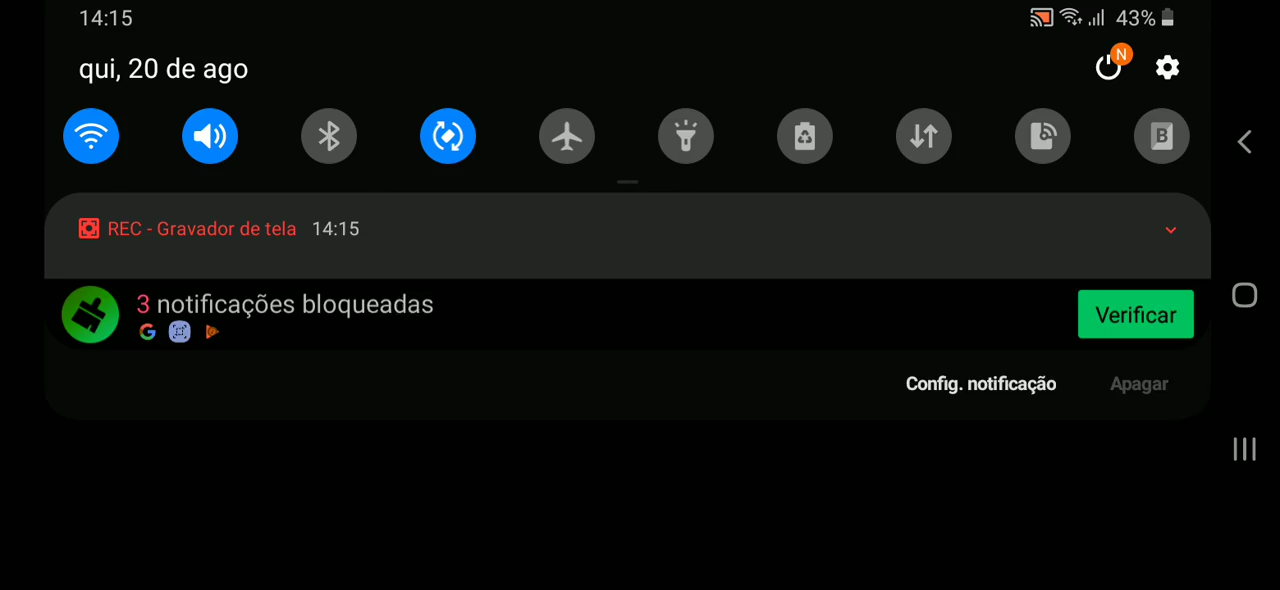 14:15
43%
qui, 20 de ago
N
B
REC - Gravador de tela 14:15
3 notificações bloqueadas
Verificar
Config. notificação
Apagar